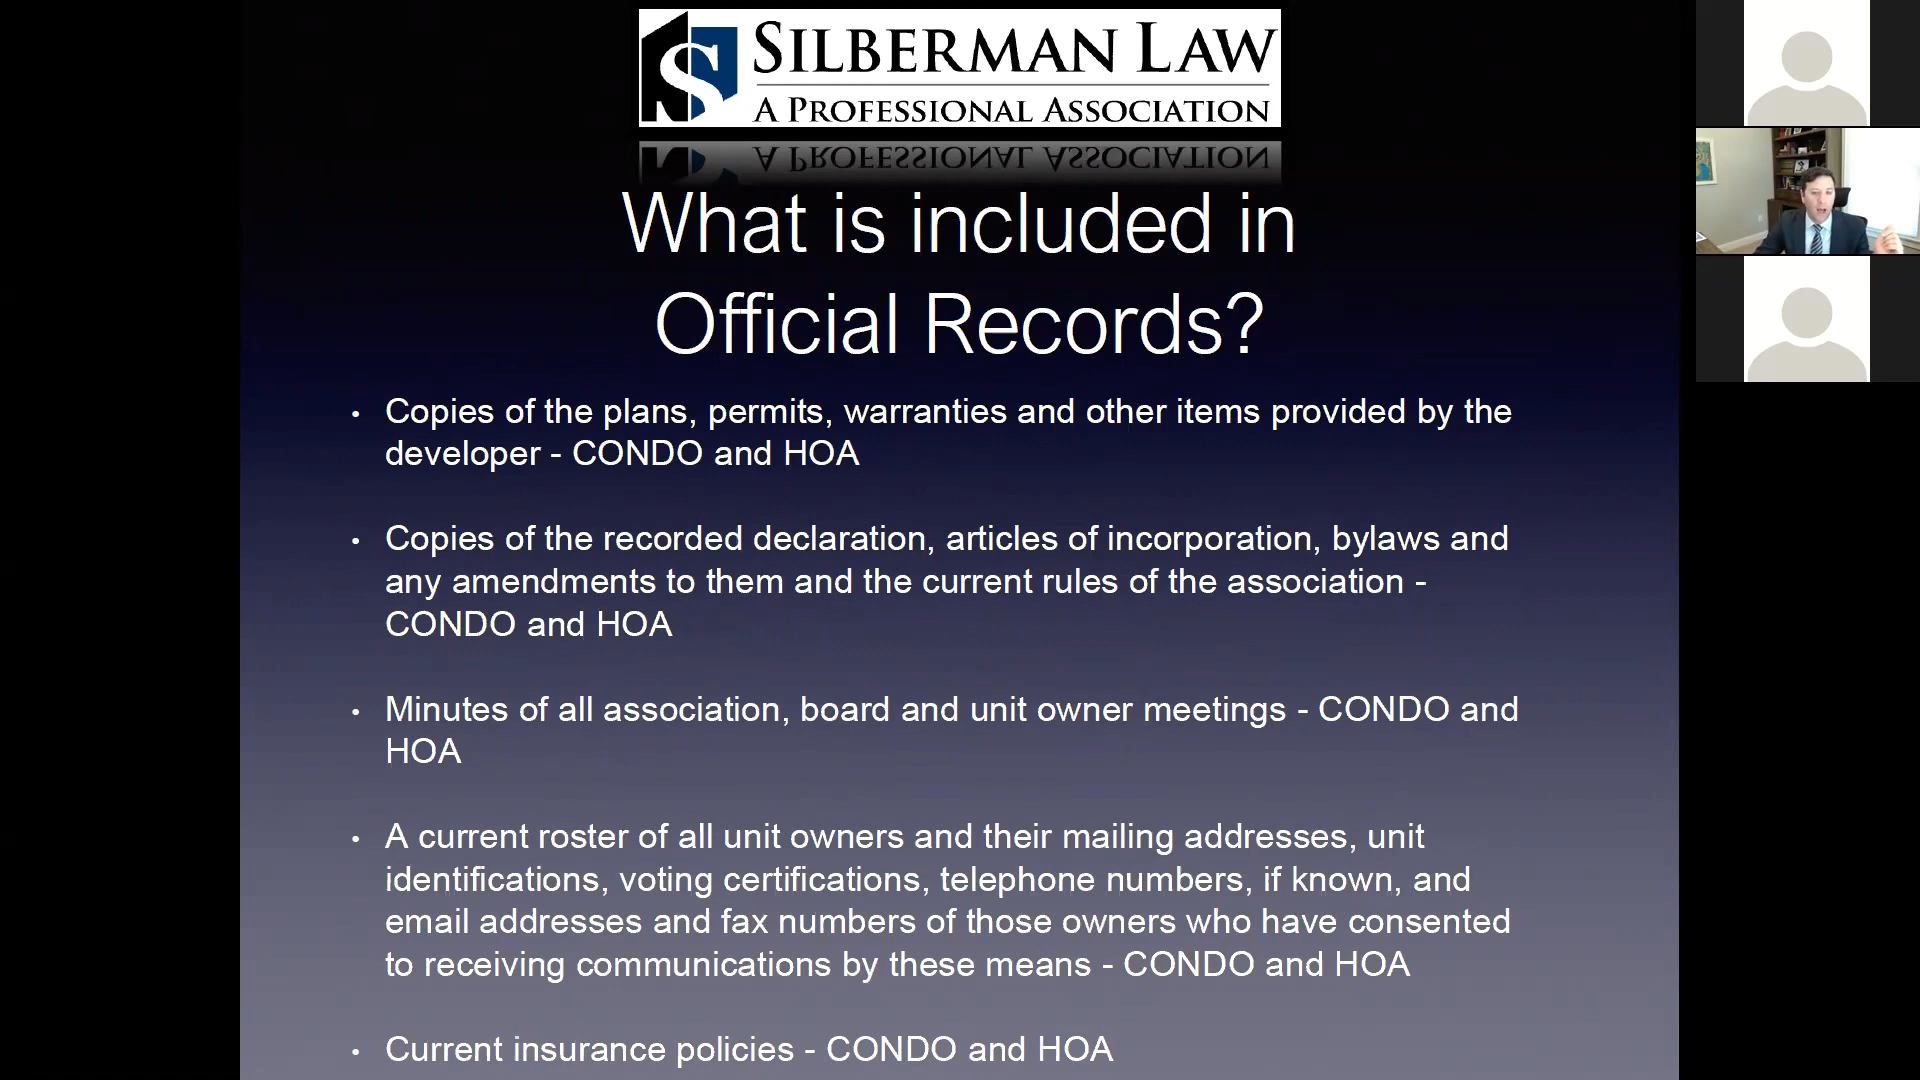 SILBERMAN LAW
A PROFESSIONAL ASSOCIATION
What is included in
Official Records?
• Copies of the plans, permits, warranties and other items provided by the
developer - CONDO and HOA
• Copies of the recorded declaration, articles of incorporation, bylaws and
any amendments to them and the current rules of the association -
CONDO and HOA
• Minutes of all association, board and unit owner meetings - CONDO and
HOA
• A current roster of all unit owners and their mailing addresses, unit
identifications, voting certifications, telephone numbers, if known, and
email addresses and fax numbers of those owners who have consented
to receiving communications by these means - CONDO and HOA
• Current insurance policies - CONDO and HOA